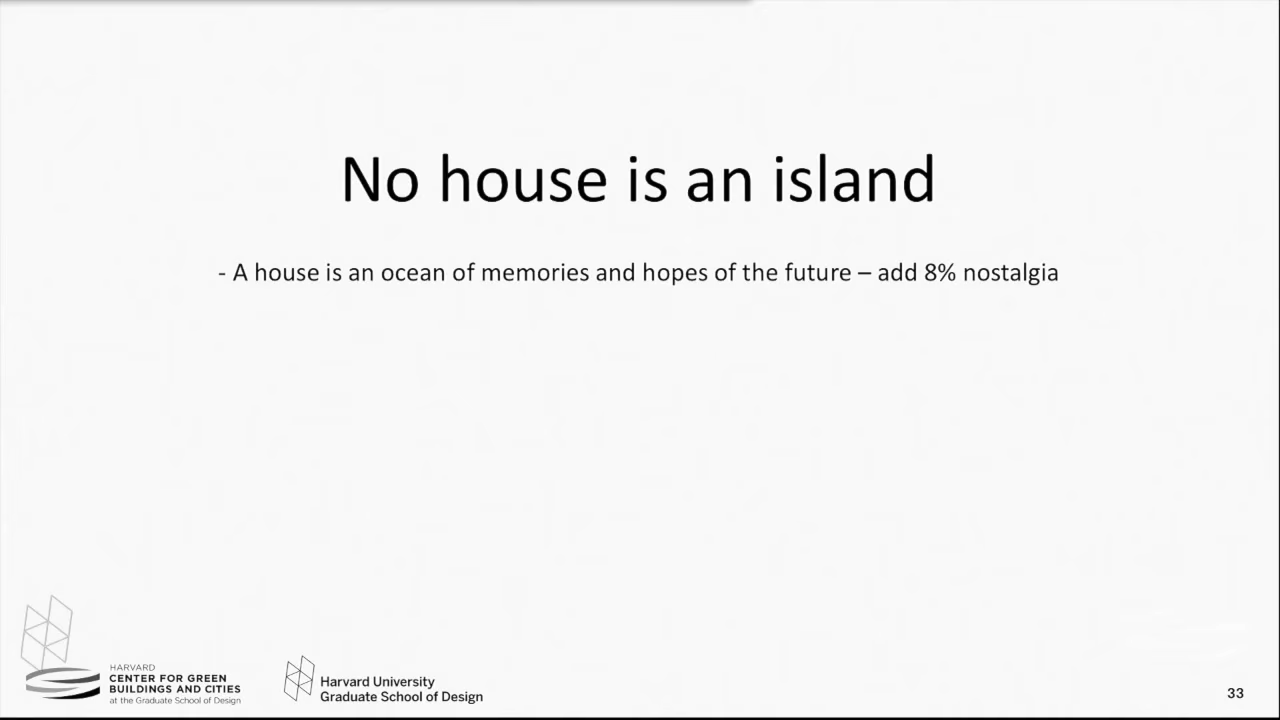 No house is an island
- A house is an ocean of memories and hopes of the future – add 8% nostalgia
HARVARD
CENTER FOR GREEN
BUILDINGS AND CITIES
at the Graduate School of Design
Harvard University
Graduate School of Design
33